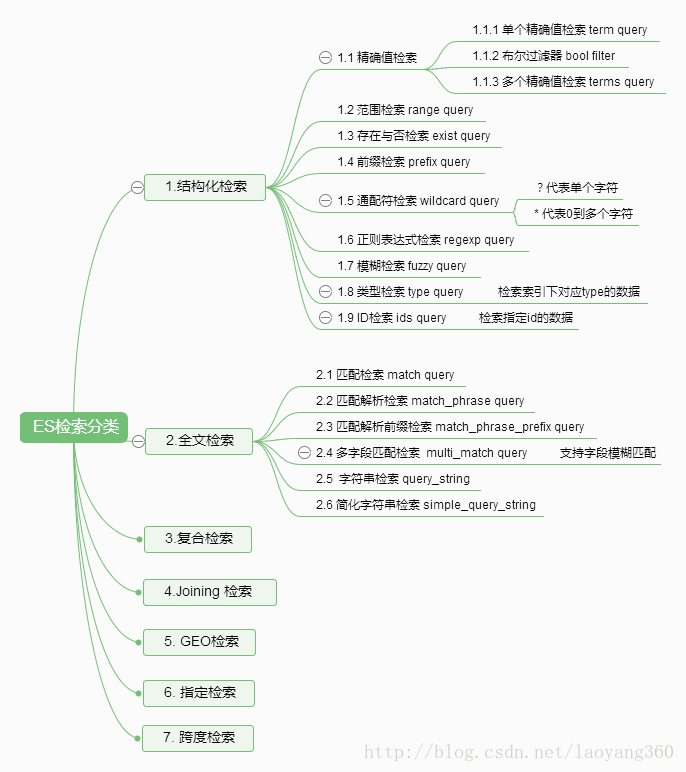 ES检索分类
1.结构化检索
1.1 精确值检索
1.1.1 单个精确值检索 term query
1.1.2 布尔过滤器 bool filter
1.1.3 多个精确值检索 terms query
1.2 范围检索 range query
1.3 存在与否检索 exist query
1.4 前缀检索 prefix query
1.5 通配符检索 wildcard query
? 代表单个字符
* 代表0到多个字符
1.6 正则表达式检索 regexp query
1.7 模糊检索 fuzzy query
1.8 类型检索 type query 检索索引下对应type的数据
1.9 ID检索 ids query 检索指定id的数据
2.全文检索
2.1 匹配检索 match query
2.2 匹配解析检索 match_phrase query
2.3 匹配解析前缀检索 match_phrase_prefix query
2.4 多字段匹配检索 multi_match query 支持字段模糊匹配
2.5 字符串检索 query_string
2.6 简化字符串检索 simple_query_string
3.复合检索
4.Joining 检索
5. GEO检索
6. 指定检索
7. 跨度检索
http://blog.csdn.net/laoyang360